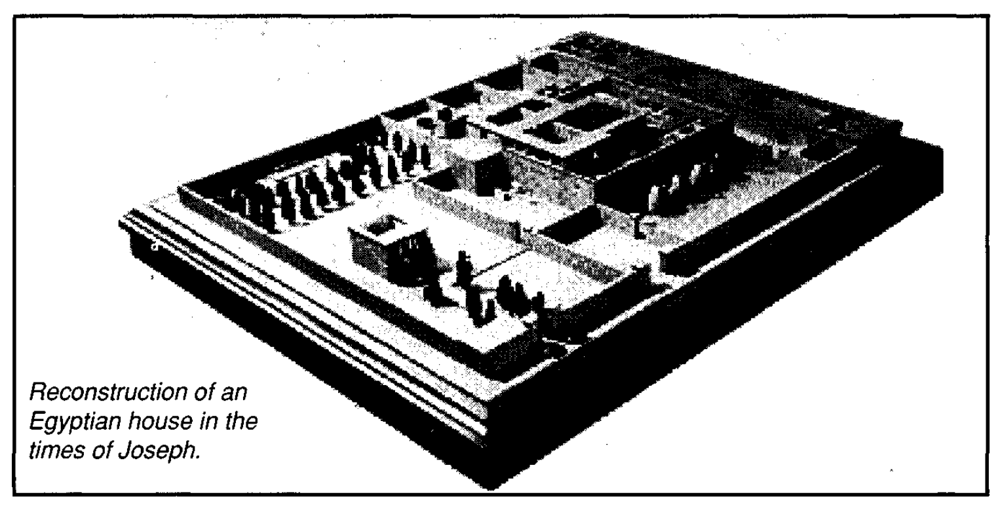 Reconstruction of an
Egyptian house in the
times of Joseph.